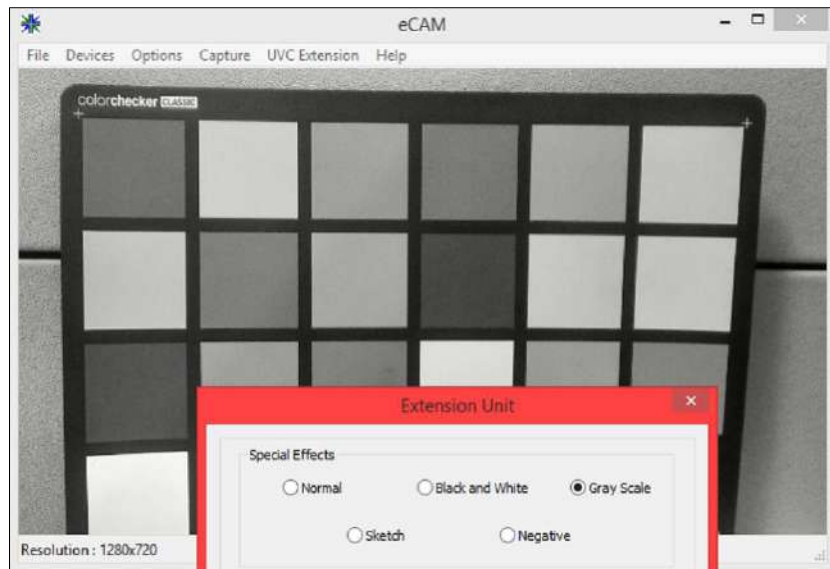 eCAM
File Devices Options Capture UVC Extension Help
colorchecker CLASSIC
Extension Unit
Special Effects
Normal Black and White Gray Scale
Sketch Negative
Resolution : 1280x720